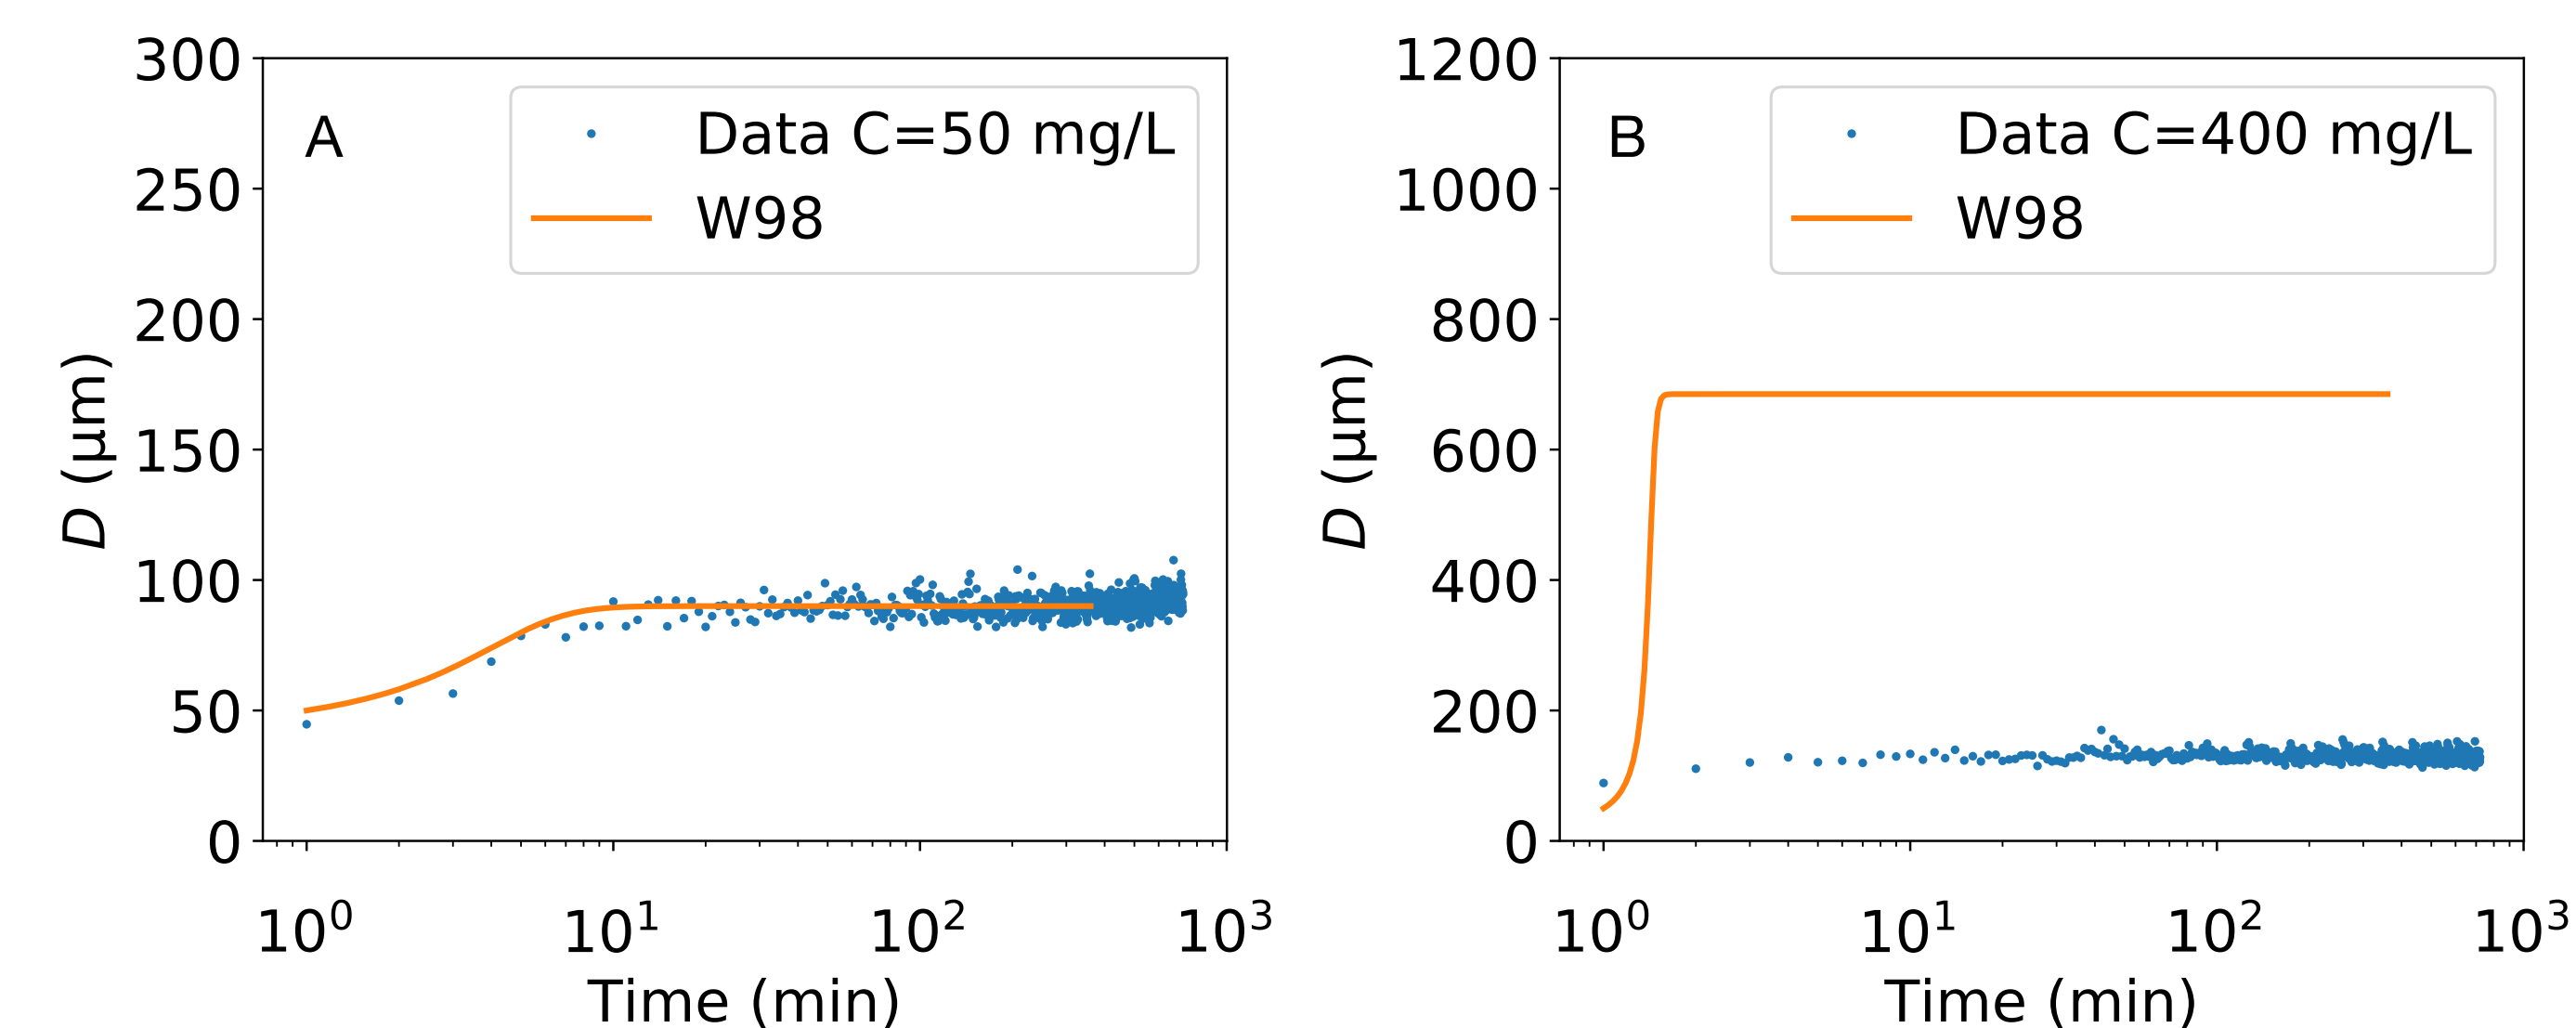 A
Data C=50 mg/L
W98
300
250
200
150
100
50
0
D (μm)
10⁰
10¹
10²
10³
Time (min)
B
Data C=400 mg/L
W98
1200
1000
800
600
400
200
0
D (μm)
10⁰
10¹
10²
10³
Time (min)